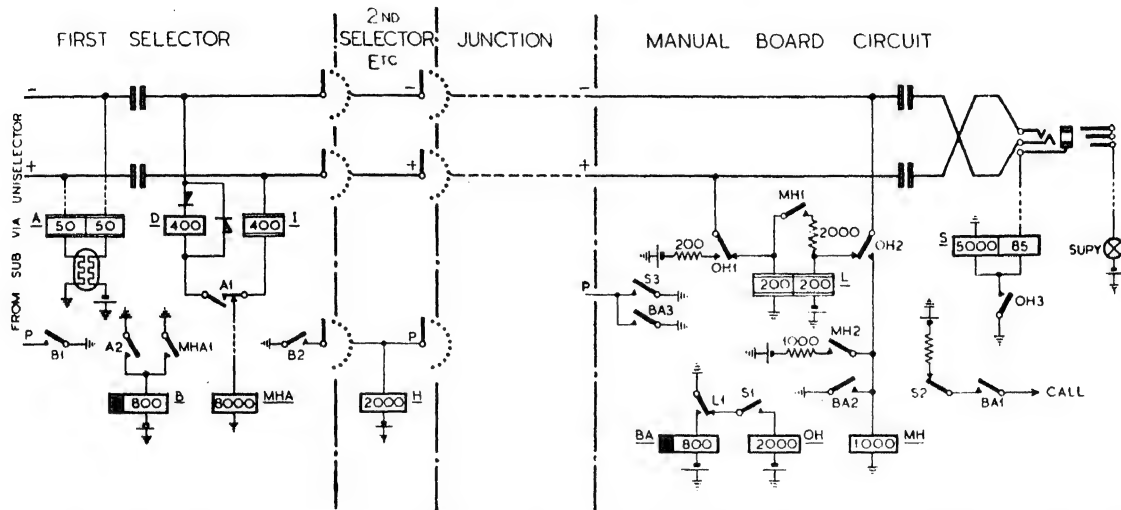 FIRST SELECTOR
2ND
SELECTOR
ETC
JUNCTION
MANUAL BOARD CIRCUIT
FROM SUB VIA UNISELECTOR
-
-
-
+
+
+
A
50 50
D
400
400 I
A1
P
B1
A2
MHA1
800 B
8000 MHA
B2
P
2000 H
P
S3
BA3
200
OH1
MH1
2000
OH2
200 200 L
1000
MH2
BA2
L1
S1
BA
800
2000 OH
1000 MH
S
5000 85
OH3
S2
BA1
CALL
SUPY